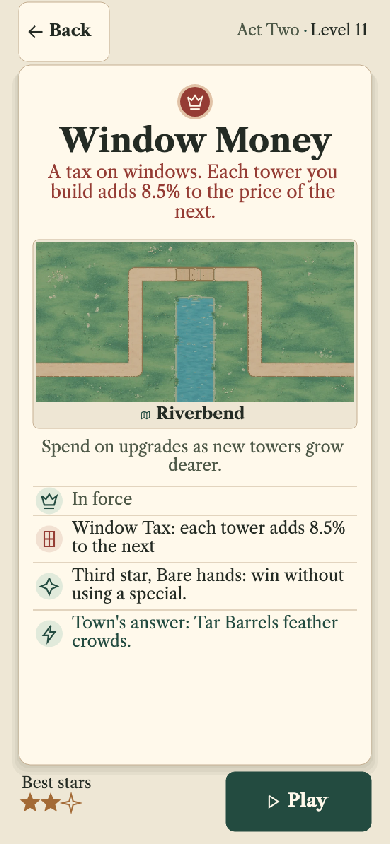 ← Back
Act Two · Level 11
Window Money
A tax on windows. Each tower you
build adds 8.5% to the price of the
next.
Riverbend
Spend on upgrades as new towers grow
dearer.
In force
Window Tax: each tower adds 8.5%
to the next
Third star, Bare hands: win without
using a special.
Town's answer: Tar Barrels feather
crowds.
Best stars
Play